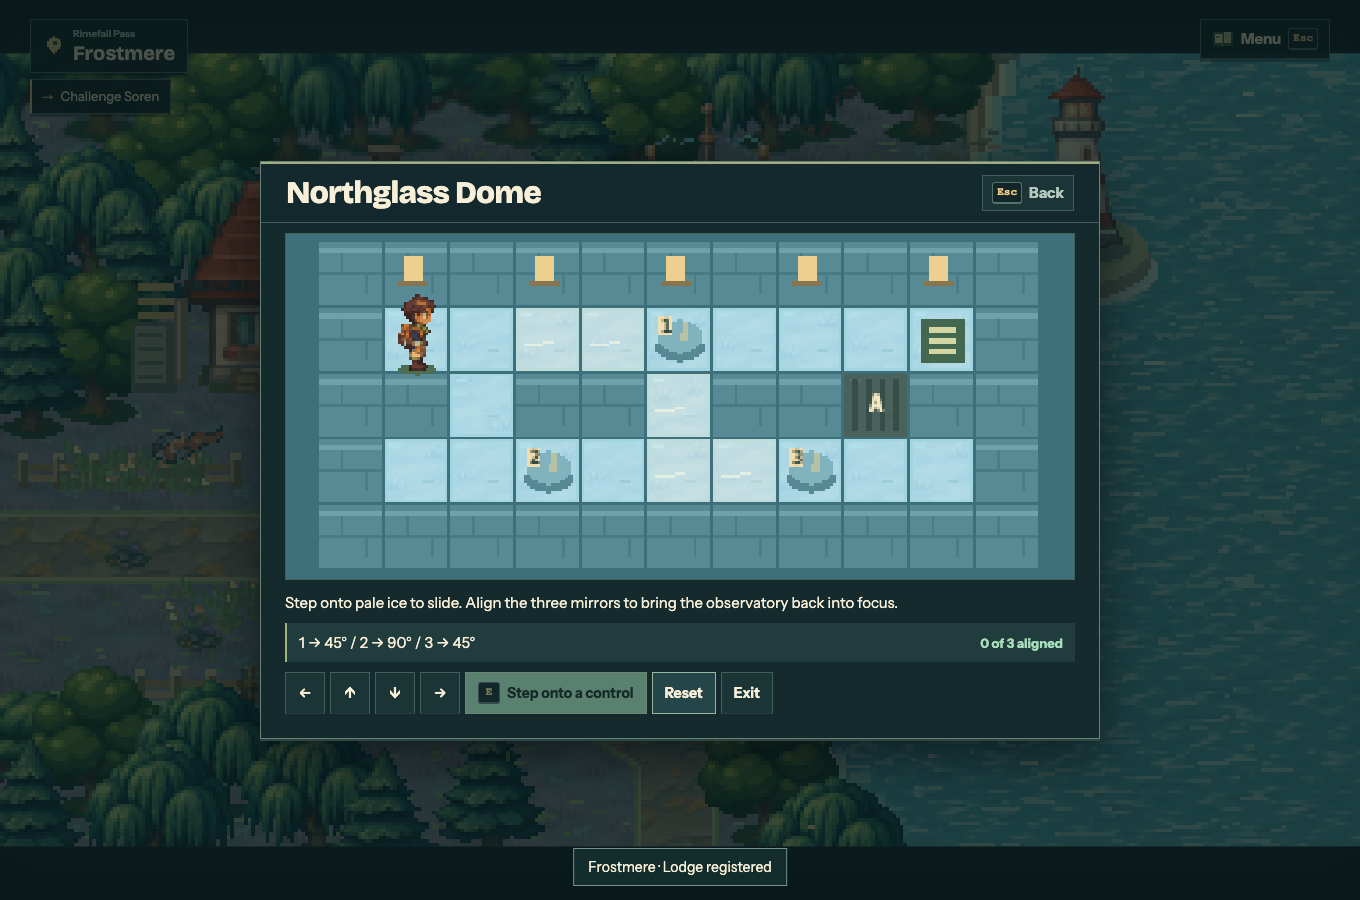 Rimefall Pass
Frostmere
→ Challenge Soren
Menu Esc
Northglass Dome
Esc Back
1
A
2
3
Step onto pale ice to slide. Align the three mirrors to bring the observatory back into focus.
1 → 45° / 2 → 90° / 3 → 45°
0 of 3 aligned
← ↑ ↓ → E Step onto a control Reset Exit
Frostmere · Lodge registered